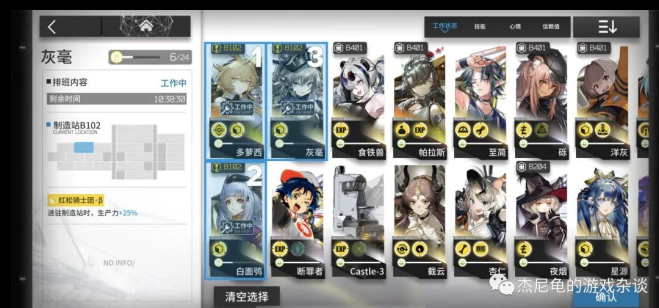 灰毫
6/24
排班内容
工作中
剩余时间
10:38:30
制造站B102
CURRENT LOCATION
红松骑士团·β
进驻制造站时，生产力+25%
NO INFO/
工作状态
技能
心情
信赖值
B102
1
工作中
多萝西
B102
3
工作中
灰毫
B401
EXP
食铁兽
B401
EXP
帕拉斯
B401
至简
B401
砾
B401
洋灰
B102
2
工作中
白面鸮
EXP
断罪者
EXP
Castle-3
截云
杏仁
B204
夜烟
星源
清空选择
确认
杰尼龟的游戏杂谈